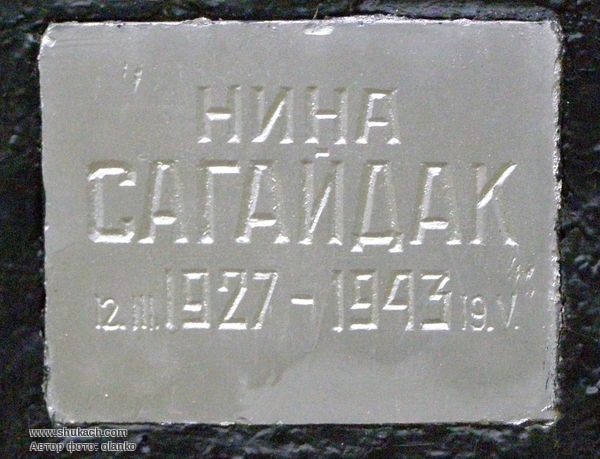 НИНА
САГАЙДАК
12.III.1927-1943 19.V.
www.shukach.com
Автор фото: olanko